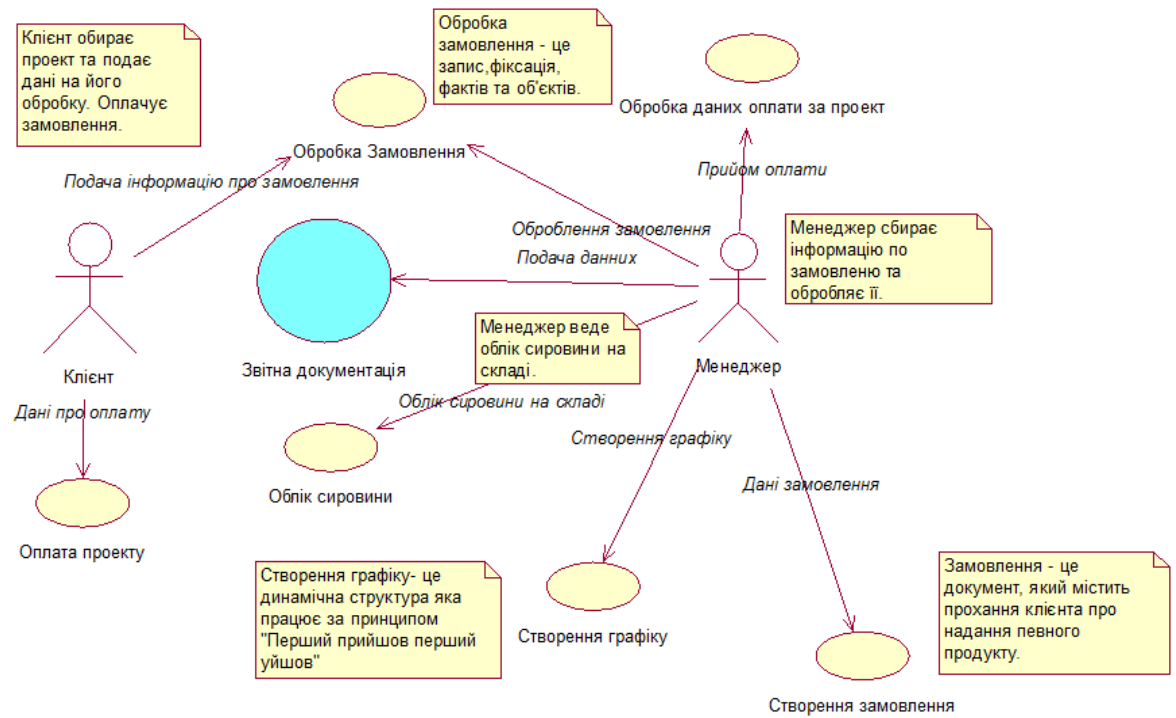 Клієнт обирає
проект та подає
дані на його
обробку. Оплачує
замовлення.
Обробка
замовлення - це
запис,фіксація,
фактів та об'єктів.
Обробка даних оплати за проект
Обробка Замовлення
Прийом оплати
Подача інформацію про замовлення
Оброблення замовлення
Подача данних
Менеджер сбирає
інформацію по
замовленю та
обробляє її.
Менеджер веде
облік сировини на
складі.
Звітна документація
Клієнт
Менеджер
Дані про оплату
Облік сировини на складі
Створення графіку
Дані замовлення
Облік сировини
Оплата проекту
Створення графіку- це
динамічна структура яка
працює за принципом
"Перший прийшов перший
уйшов"
Створення графіку
Замовлення - це
документ, який містить
прохання клієнта про
надання певного
продукту.
Створення замовлення